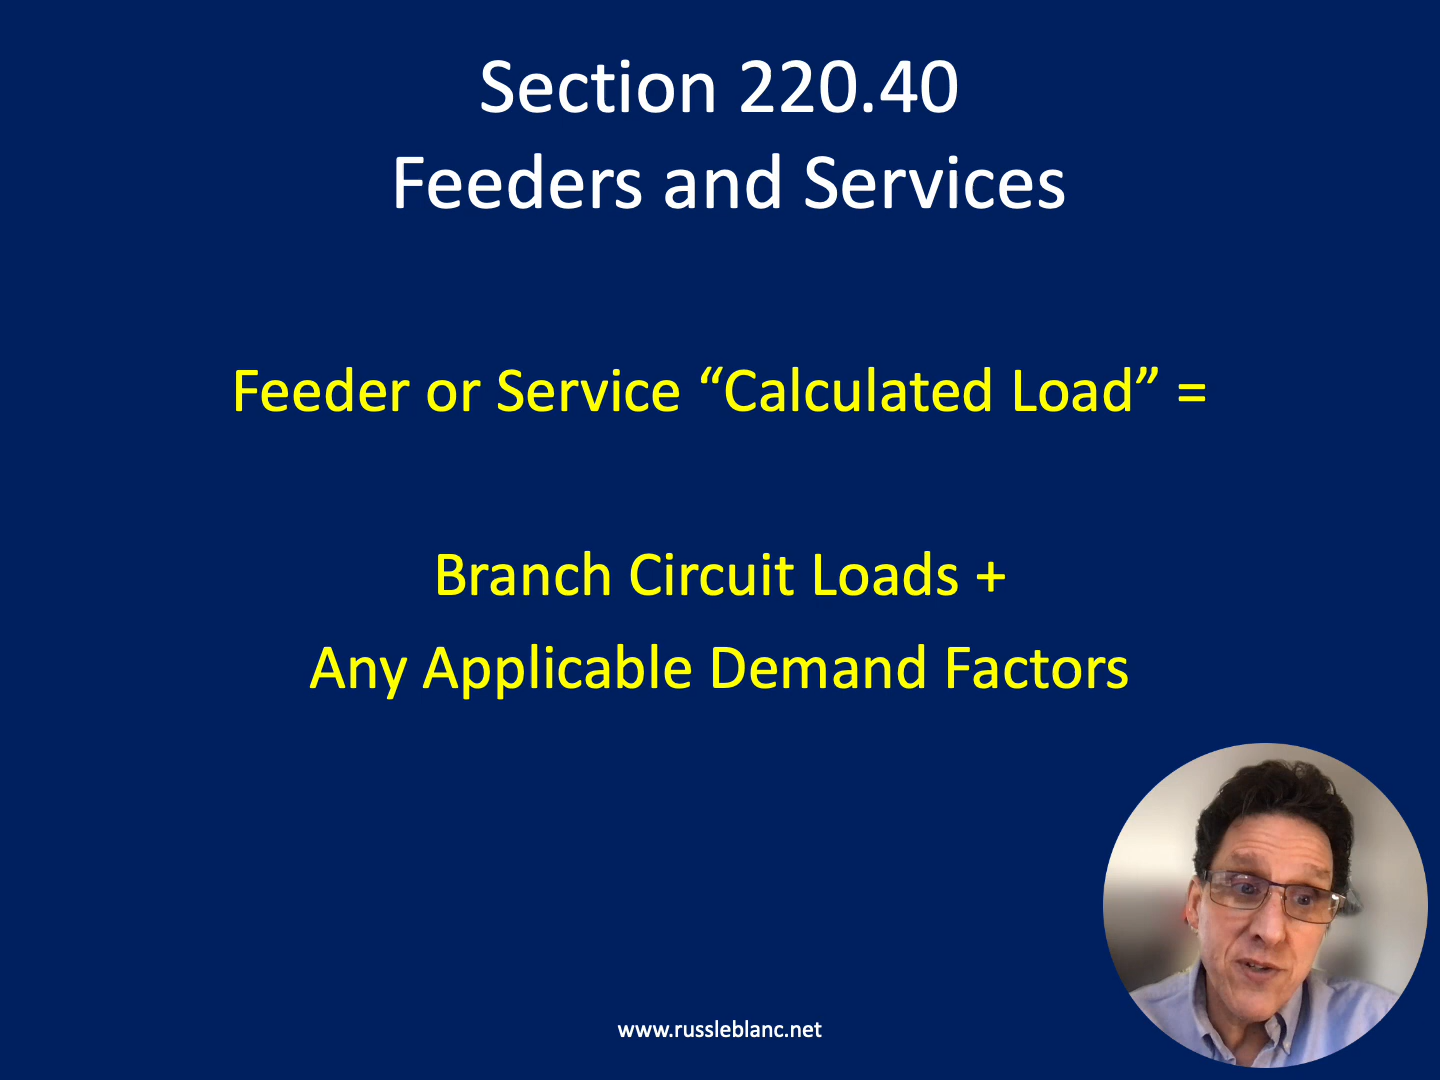 Section 220.40
Feeders and Services
Feeder or Service “Calculated Load” =
Branch Circuit Loads +
Any Applicable Demand Factors
www.russleblanc.net